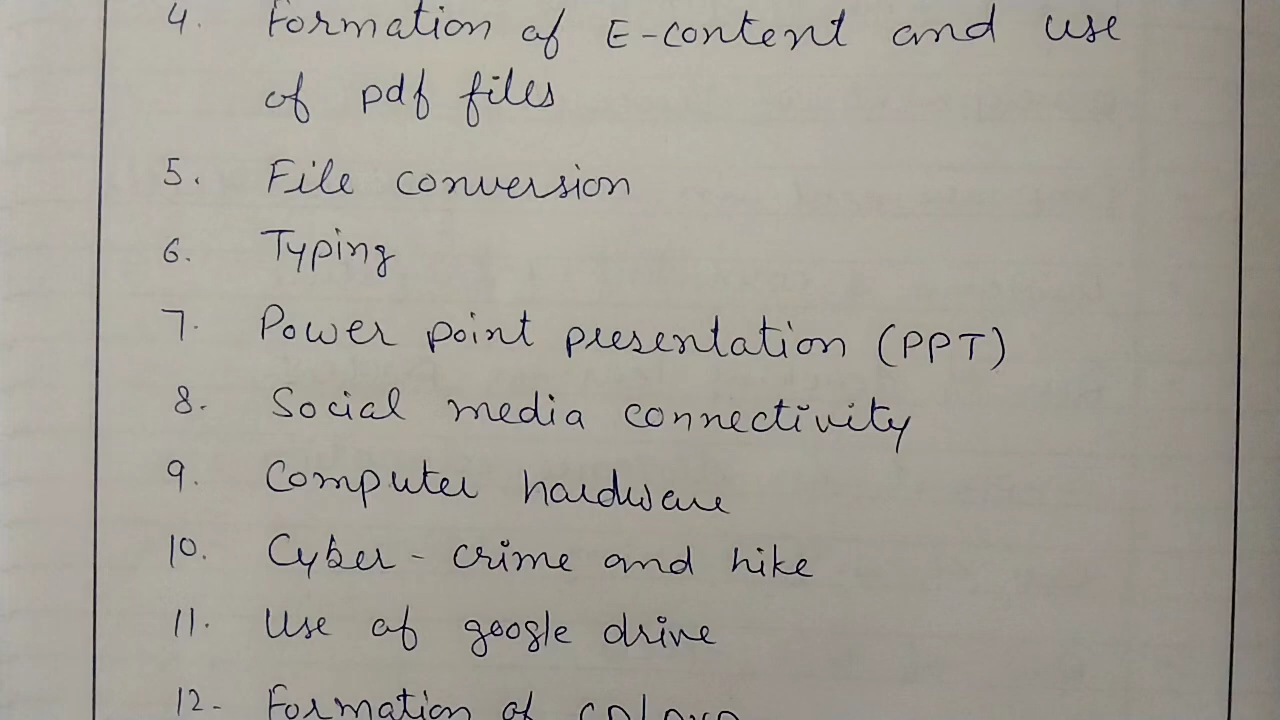 4. Formation of E-content and use
of pdf files
5. File conversion
6. Typing
7. Power point presentation (PPT)
8. Social media connectivity
9. Computer hardware
10. Cyber-crime and hike
11. Use of google drive
12- Formation of